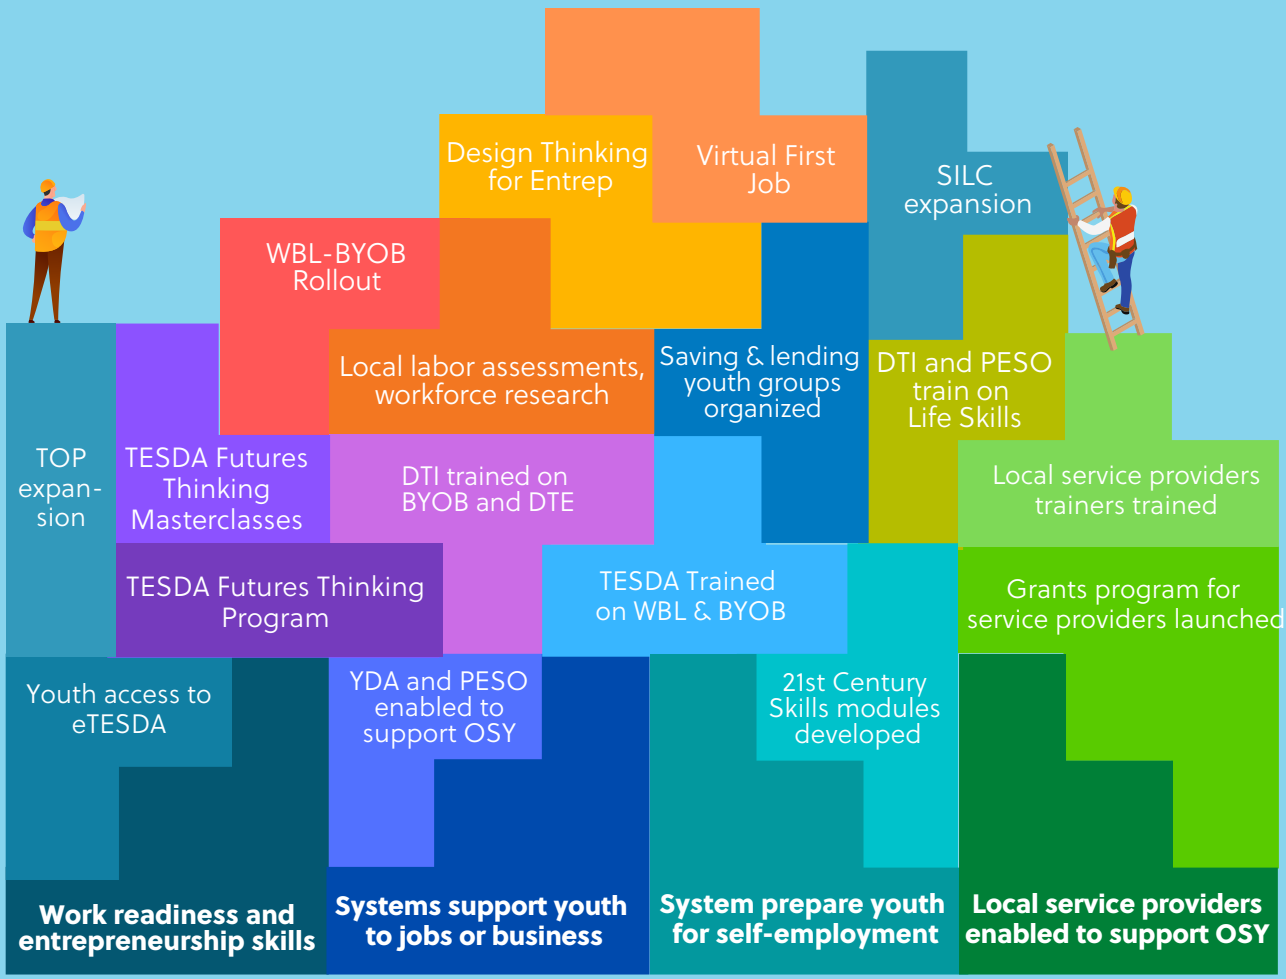 Design Thinking
for Entrep
Virtual First
Job
SILC
expansion
WBL-BYOB
Rollout
Local labor assessments,
workforce research
Saving & lending
youth groups
organized
DTI and PESO
train on
Life Skills
TOP
expan-
sion
TESDA Futures
Thinking
Masterclasses
DTI trained on
BYOB and DTE
Local service providers
trainers trained
TESDA Futures Thinking
Program
TESDA Trained
on WBL & BYOB
Grants program for
service providers launched
Youth access to
eTESDA
YDA and PESO
enabled to
support OSY
21st Century
Skills modules
developed
Work readiness and
entrepreneurship skills
Systems support youth
to jobs or business
System prepare youth
for self-employment
Local service providers
enabled to support OSY